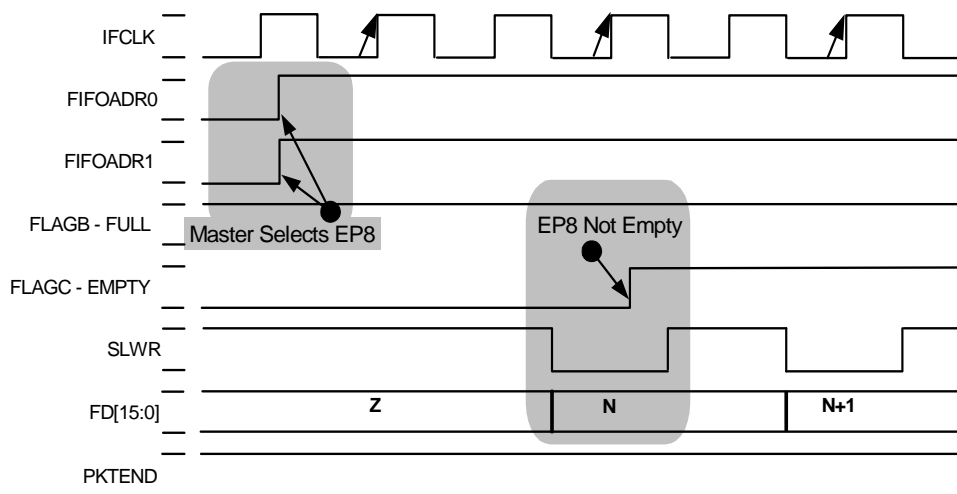 IFCLK
FIFOADR0
FIFOADR1
FLAGB - FULL
Master Selects EP8
EP8 Not Empty
FLAGC - EMPTY
SLWR
FD[15:0]
Z
N
N+1
PKTEND